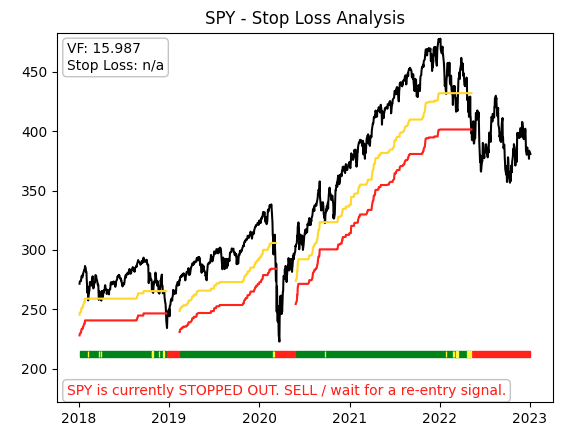 SPY - Stop Loss Analysis
VF: 15.987
Stop Loss: n/a
450
400
350
300
250
200
SPY is currently STOPPED OUT. SELL / wait for a re-entry signal.
2018 2019 2020 2021 2022 2023